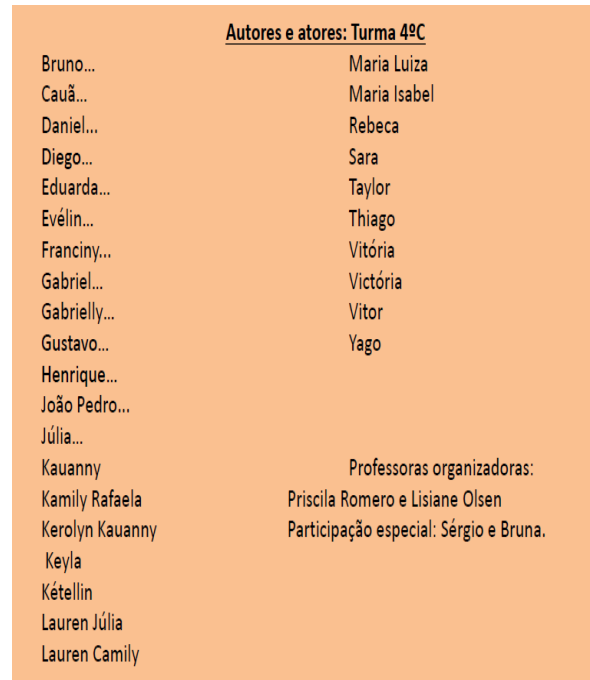 Autores e atores: Turma 4ºC
Bruno...
Cauã...
Daniel...
Diego...
Eduarda...
Evélin...
Franciny...
Gabriel...
Gabrielly...
Gustavo...
Henrique...
João Pedro...
Júlia...
Kauanny
Kamily Rafaela
Kerolyn Kauanny
Keyla
Kétellin
Lauren Júlia
Lauren Camily
Maria Luiza
Maria Isabel
Rebeca
Sara
Taylor
Thiago
Vitória
Victória
Vitor
Yago
Professoras organizadoras:
Priscila Romero e Lisiane Olsen
Participação especial: Sérgio e Bruna.